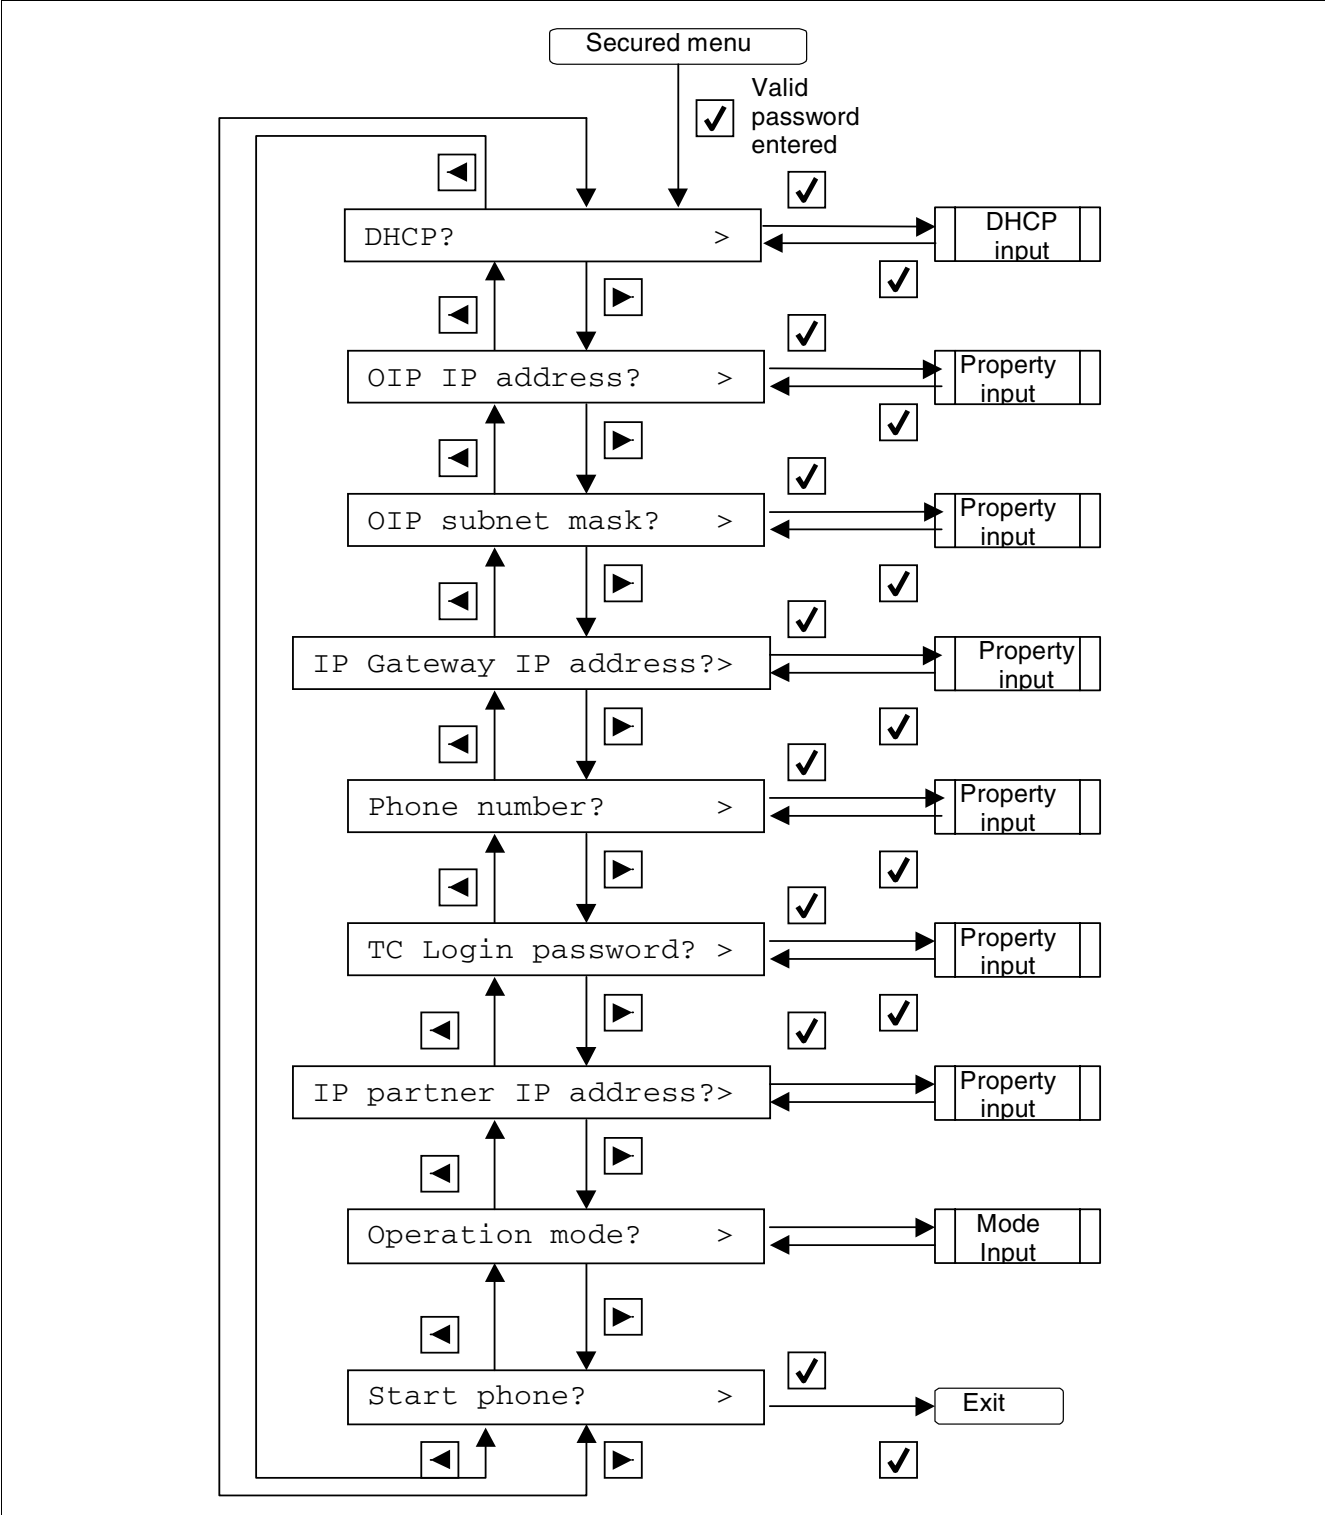 Secured menu
Valid
password
entered
DHCP? >
DHCP
input
OIP IP address? >
Property
input
OIP subnet mask? >
Property
input
IP Gateway IP address?>
Property
input
Phone number? >
Property
input
TC Login password? >
Property
input
IP partner IP address?>
Property
input
Operation mode? >
Mode
Input
Start phone? >
Exit